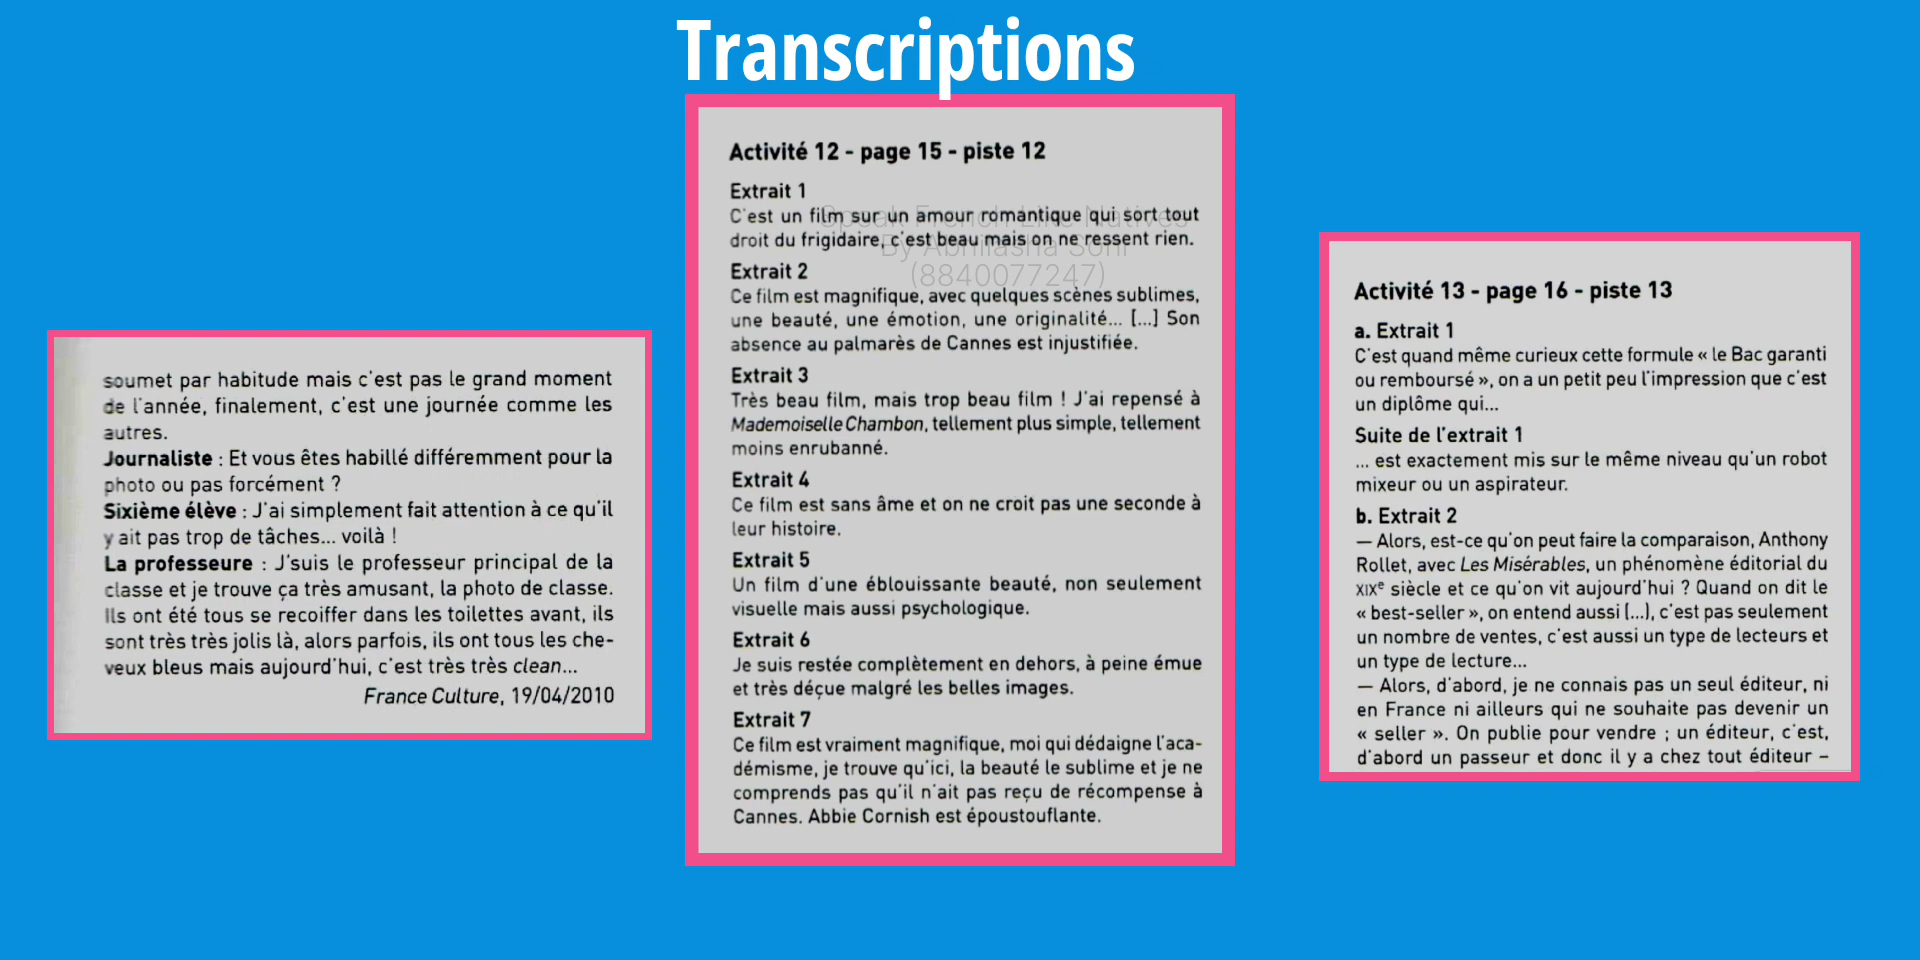 Transcriptions
soumet par habitude mais c'est pas le grand moment
de l'année, finalement, c'est une journée comme les
autres.
Journaliste : Et vous êtes habillé différemment pour la
photo ou pas forcément ?
Sixième élève : J'ai simplement fait attention à ce qu'il
y ait pas trop de tâches... voilà !
La professeure : J'suis le professeur principal de la
classe et je trouve ça très amusant, la photo de classe.
Ils ont été tous se recoiffer dans les toilettes avant, ils
sont très très jolis là, alors parfois, ils ont tous les che-
veux bleus mais aujourd'hui, c'est très très clean...
France Culture, 19/04/2010
Activité 12 - page 15 - piste 12
Extrait 1
C'est un film sur un amour romantique qui sort tout
droit du frigidaire, c'est beau mais on ne ressent rien.
Speak French Like Natives
By Abhilasha Soni
(8840077247)
Extrait 2
Ce film est magnifique, avec quelques scènes sublimes,
une beauté, une émotion, une originalité... [...] Son
absence au palmarès de Cannes est injustifiée.
Extrait 3
Très beau film, mais trop beau film ! J'ai repensé à
Mademoiselle Chambon, tellement plus simple, tellement
moins enrubanné.
Extrait 4
Ce film est sans âme et on ne croit pas une seconde à
leur histoire.
Extrait 5
Un film d'une éblouissante beauté, non seulement
visuelle mais aussi psychologique.
Extrait 6
Je suis restée complètement en dehors, à peine émue
et très déçue malgré les belles images.
Extrait 7
Ce film est vraiment magnifique, moi qui dédaigne l'aca-
démisme, je trouve qu'ici, la beauté le sublime et je ne
comprends pas qu'il n'ait pas reçu de récompense à
Cannes. Abbie Cornish est époustouflante.
Activité 13 - page 16 - piste 13
a. Extrait 1
C'est quand même curieux cette formule « le Bac garanti
ou remboursé », on a un petit peu l'impression que c'est
un diplôme qui...
Suite de l'extrait 1
... est exactement mis sur le même niveau qu'un robot
mixeur ou un aspirateur.
b. Extrait 2
— Alors, est-ce qu'on peut faire la comparaison, Anthony
Rollet, avec Les Misérables, un phénomène éditorial du
XIXe siècle et ce qu'on vit aujourd'hui ? Quand on dit le
« best-seller », on entend aussi (...), c'est pas seulement
un nombre de ventes, c'est aussi un type de lecteurs et
un type de lecture...
— Alors, d'abord, je ne connais pas un seul éditeur, ni
en France ni ailleurs qui ne souhaite pas devenir un
« seller ». On publie pour vendre ; un éditeur, c'est,
d'abord un passeur et donc il y a chez tout éditeur –